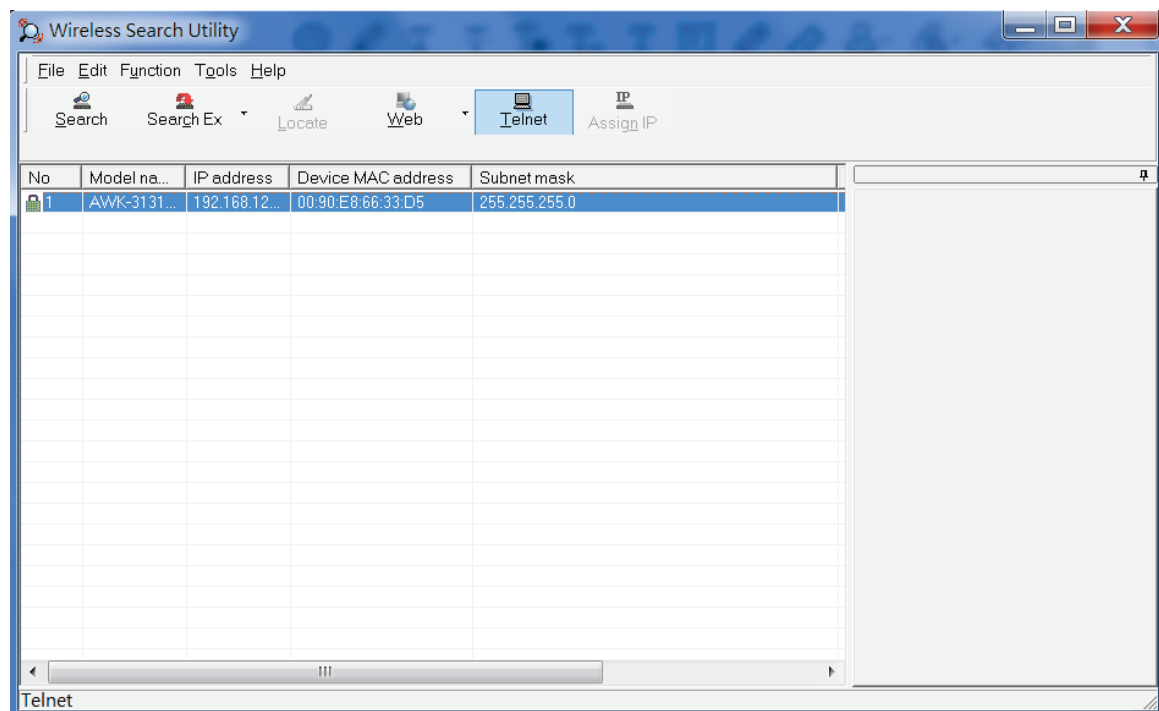 Wireless Search Utility
File Edit Function Tools Help
Search Search Ex Locate Web Telnet IP Assign IP
No Model na... IP address Device MAC address Subnet mask
1 AWK-3131... 192.168.12... 00:90:E8:66:33:D5 255.255.255.0
Telnet